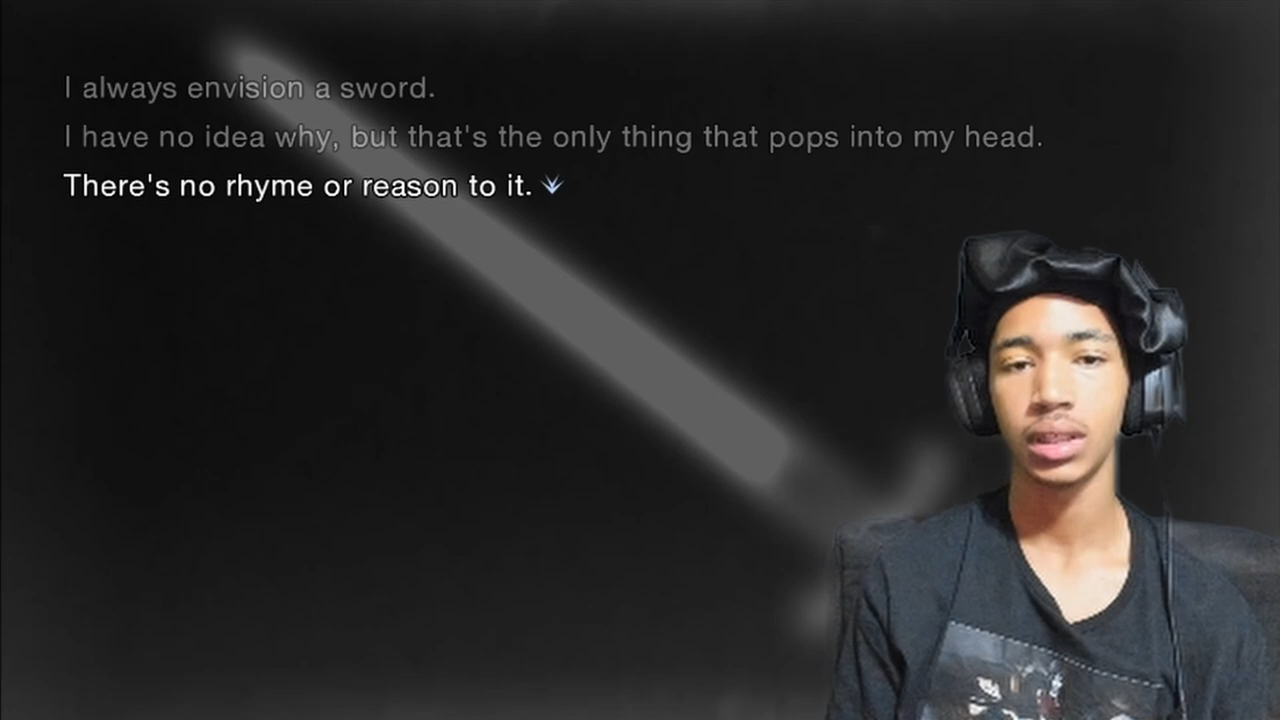 I always envision a sword.
I have no idea why, but that's the only thing that pops into my head.
There's no rhyme or reason to it.